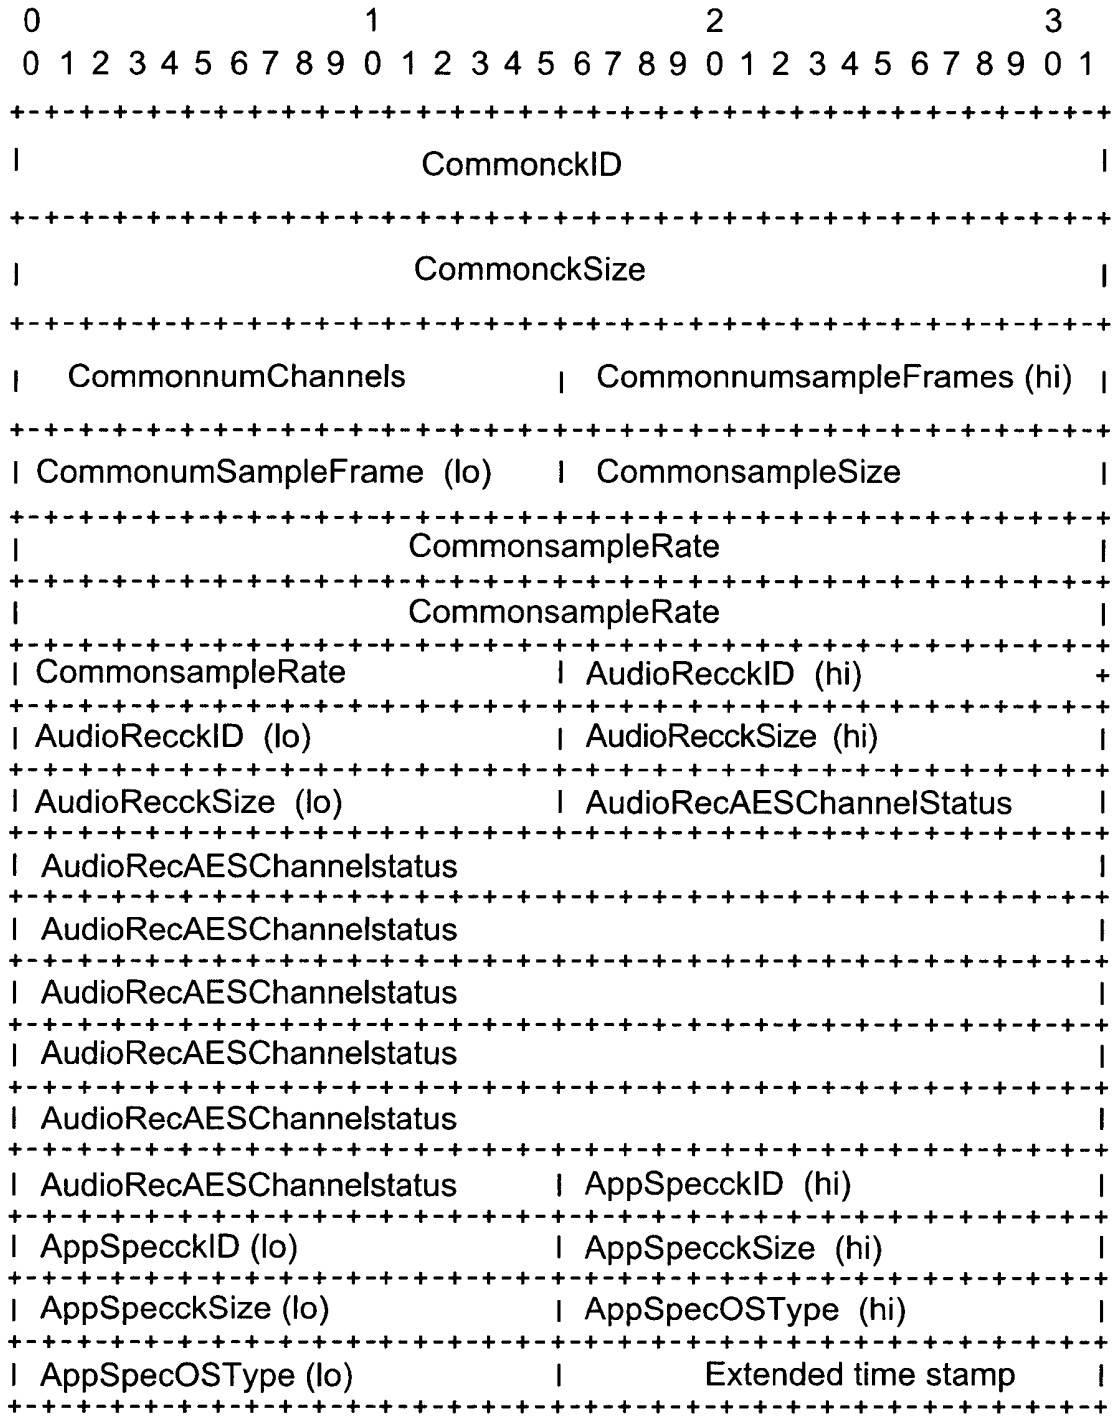 0 1 2 3
0 1 2 3 4 5 6 7 8 9 0 1 2 3 4 5 6 7 8 9 0 1 2 3 4 5 6 7 8 9 0 1
+-+-+-+-+-+-+-+-+-+-+-+-+-+-+-+-+-+-+-+-+-+-+-+-+-+-+-+-+-+-+-+-+
| CommonckID |
+-+-+-+-+-+-+-+-+-+-+-+-+-+-+-+-+-+-+-+-+-+-+-+-+-+-+-+-+-+-+-+-+
| CommonckSize |
+-+-+-+-+-+-+-+-+-+-+-+-+-+-+-+-+-+-+-+-+-+-+-+-+-+-+-+-+-+-+-+-+
| CommonnumChannels | CommonnumsampleFrames (hi) |
+-+-+-+-+-+-+-+-+-+-+-+-+-+-+-+-+-+-+-+-+-+-+-+-+-+-+-+-+-+-+-+-+
| CommonumSampleFrame (lo) | CommonsampleSize |
+-+-+-+-+-+-+-+-+-+-+-+-+-+-+-+-+-+-+-+-+-+-+-+-+-+-+-+-+-+-+-+-+
| CommonsampleRate |
+-+-+-+-+-+-+-+-+-+-+-+-+-+-+-+-+-+-+-+-+-+-+-+-+-+-+-+-+-+-+-+-+
| CommonsampleRate |
+-+-+-+-+-+-+-+-+-+-+-+-+-+-+-+-+-+-+-+-+-+-+-+-+-+-+-+-+-+-+-+-+
| CommonsampleRate | AudioRecckID (hi) +
+-+-+-+-+-+-+-+-+-+-+-+-+-+-+-+-+-+-+-+-+-+-+-+-+-+-+-+-+-+-+-+-+
| AudioRecckID (lo) | AudioRecckSize (hi) |
+-+-+-+-+-+-+-+-+-+-+-+-+-+-+-+-+-+-+-+-+-+-+-+-+-+-+-+-+-+-+-+-+
| AudioRecckSize (lo) | AudioRecAESChannelStatus |
+-+-+-+-+-+-+-+-+-+-+-+-+-+-+-+-+-+-+-+-+-+-+-+-+-+-+-+-+-+-+-+-+
| AudioRecAESChannelstatus |
+-+-+-+-+-+-+-+-+-+-+-+-+-+-+-+-+-+-+-+-+-+-+-+-+-+-+-+-+-+-+-+-+
| AudioRecAESChannelstatus |
+-+-+-+-+-+-+-+-+-+-+-+-+-+-+-+-+-+-+-+-+-+-+-+-+-+-+-+-+-+-+-+-+
| AudioRecAESChannelstatus |
+-+-+-+-+-+-+-+-+-+-+-+-+-+-+-+-+-+-+-+-+-+-+-+-+-+-+-+-+-+-+-+-+
| AudioRecAESChannelstatus |
+-+-+-+-+-+-+-+-+-+-+-+-+-+-+-+-+-+-+-+-+-+-+-+-+-+-+-+-+-+-+-+-+
| AudioRecAESChannelstatus |
+-+-+-+-+-+-+-+-+-+-+-+-+-+-+-+-+-+-+-+-+-+-+-+-+-+-+-+-+-+-+-+-+
| AudioRecAESChannelstatus | AppSpecckID (hi) |
+-+-+-+-+-+-+-+-+-+-+-+-+-+-+-+-+-+-+-+-+-+-+-+-+-+-+-+-+-+-+-+-+
| AppSpecckID (lo) | AppSpecckSize (hi) |
+-+-+-+-+-+-+-+-+-+-+-+-+-+-+-+-+-+-+-+-+-+-+-+-+-+-+-+-+-+-+-+-+
| AppSpecckSize (lo) | AppSpecOSType (hi) |
+-+-+-+-+-+-+-+-+-+-+-+-+-+-+-+-+-+-+-+-+-+-+-+-+-+-+-+-+-+-+-+-+
| AppSpecOSType (lo) | Extended time stamp |
+-+-+-+-+-+-+-+-+-+-+-+-+-+-+-+-+-+-+-+-+-+-+-+-+-+-+-+-+-+-+-+-+